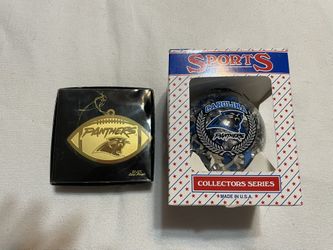 SPORTS
CAROLINA
PANTHERS
PANTHERS
COLLECTORS SERIES
MADE IN U.S.A.